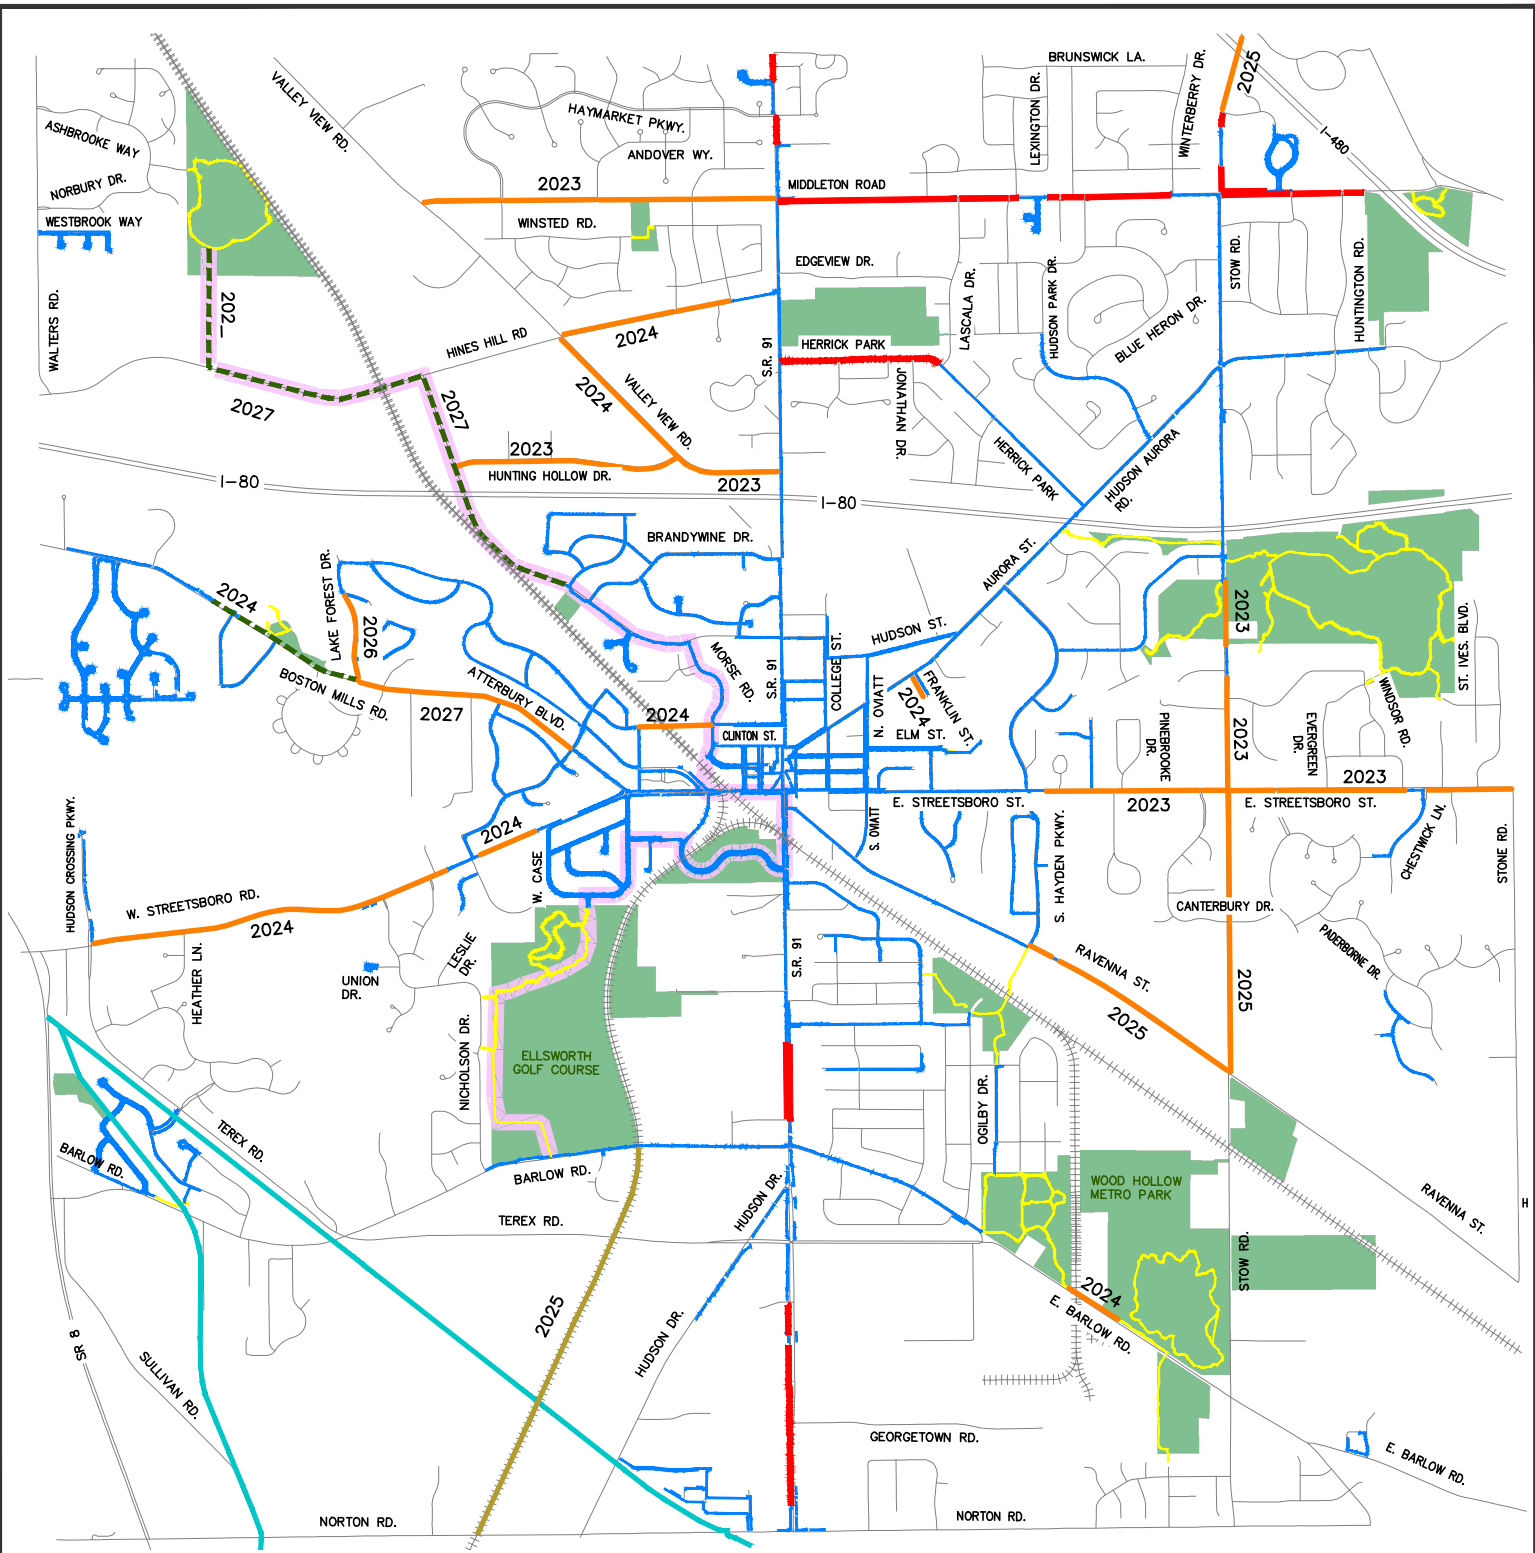 BRUNSWICK LA.
VALLEY VIEW RD.
2025
WINTERBERRY DR.
LEXINGTON DR.
HAYMARKET PKWY.
I-480
ASHBROOKE WAY
ANDOVER WY.
NORBURY DR.
2023
MIDDLETON ROAD
WESTBROOK WAY
WINSTED RD.
STOW RD.
EDGEVIEW DR.
HUNTINGTON RD.
LASCALA DR.
HUDSON PARK DR.
BLUE HERON DR.
202_
WALTERS RD.
HINES HILL RD
2024
S.R. 91
HERRICK PARK
2027
2027
2024
VALLEY VIEW RD.
JONATHAN DR.
2023
HUNTING HOLLOW DR.
HERRICK PARK
HUDSON AURORA
RD.
I-80
2023
I-80
BRANDYWINE DR.
AURORA ST.
LAKE FOREST DR.
2024
2026
2023
HUDSON ST.
COLLEGE ST.
ST. IVES. BLVD.
BOSTON MILLS RD.
ATTERBURY BLVD.
MORSE RD.
S.R. 91
N. OVIATT
FRANKLIN ST.
2024
WINDSOR RD.
2027
2024
CLINTON ST.
ELM ST.
PINEBROOKE
DR.
2023
EVERGREEN
DR.
2023
E. STREETSBORO ST.
2023
E. STREETSBORO ST.
HUDSON CROSSING PKWY.
2024
S. OVIATT
CHESTWICK LN.
STONE RD.
W. CASE
S. HAYDEN PKWY.
W. STREETSBORO RD.
2024
CANTERBURY DR.
PADERBORNE DR.
LESLIE
DR.
S.R. 91
RAVENNA ST.
HEATHER LN.
UNION
DR.
2025
2025
ELLSWORTH
GOLF COURSE
NICHOLSON DR.
OGILBY DR.
TEREX RD.
BARLOW RD.
BARLOW RD.
HUDSON DR.
WOOD HOLLOW
METRO PARK
RAVENNA ST.
H
TEREX RD.
STOW RD.
2024
E. BARLOW RD.
2025
HUDSON DR.
SR 8
SULLIVAN RD.
GEORGETOWN RD.
E. BARLOW RD.
NORTON RD.
NORTON RD.